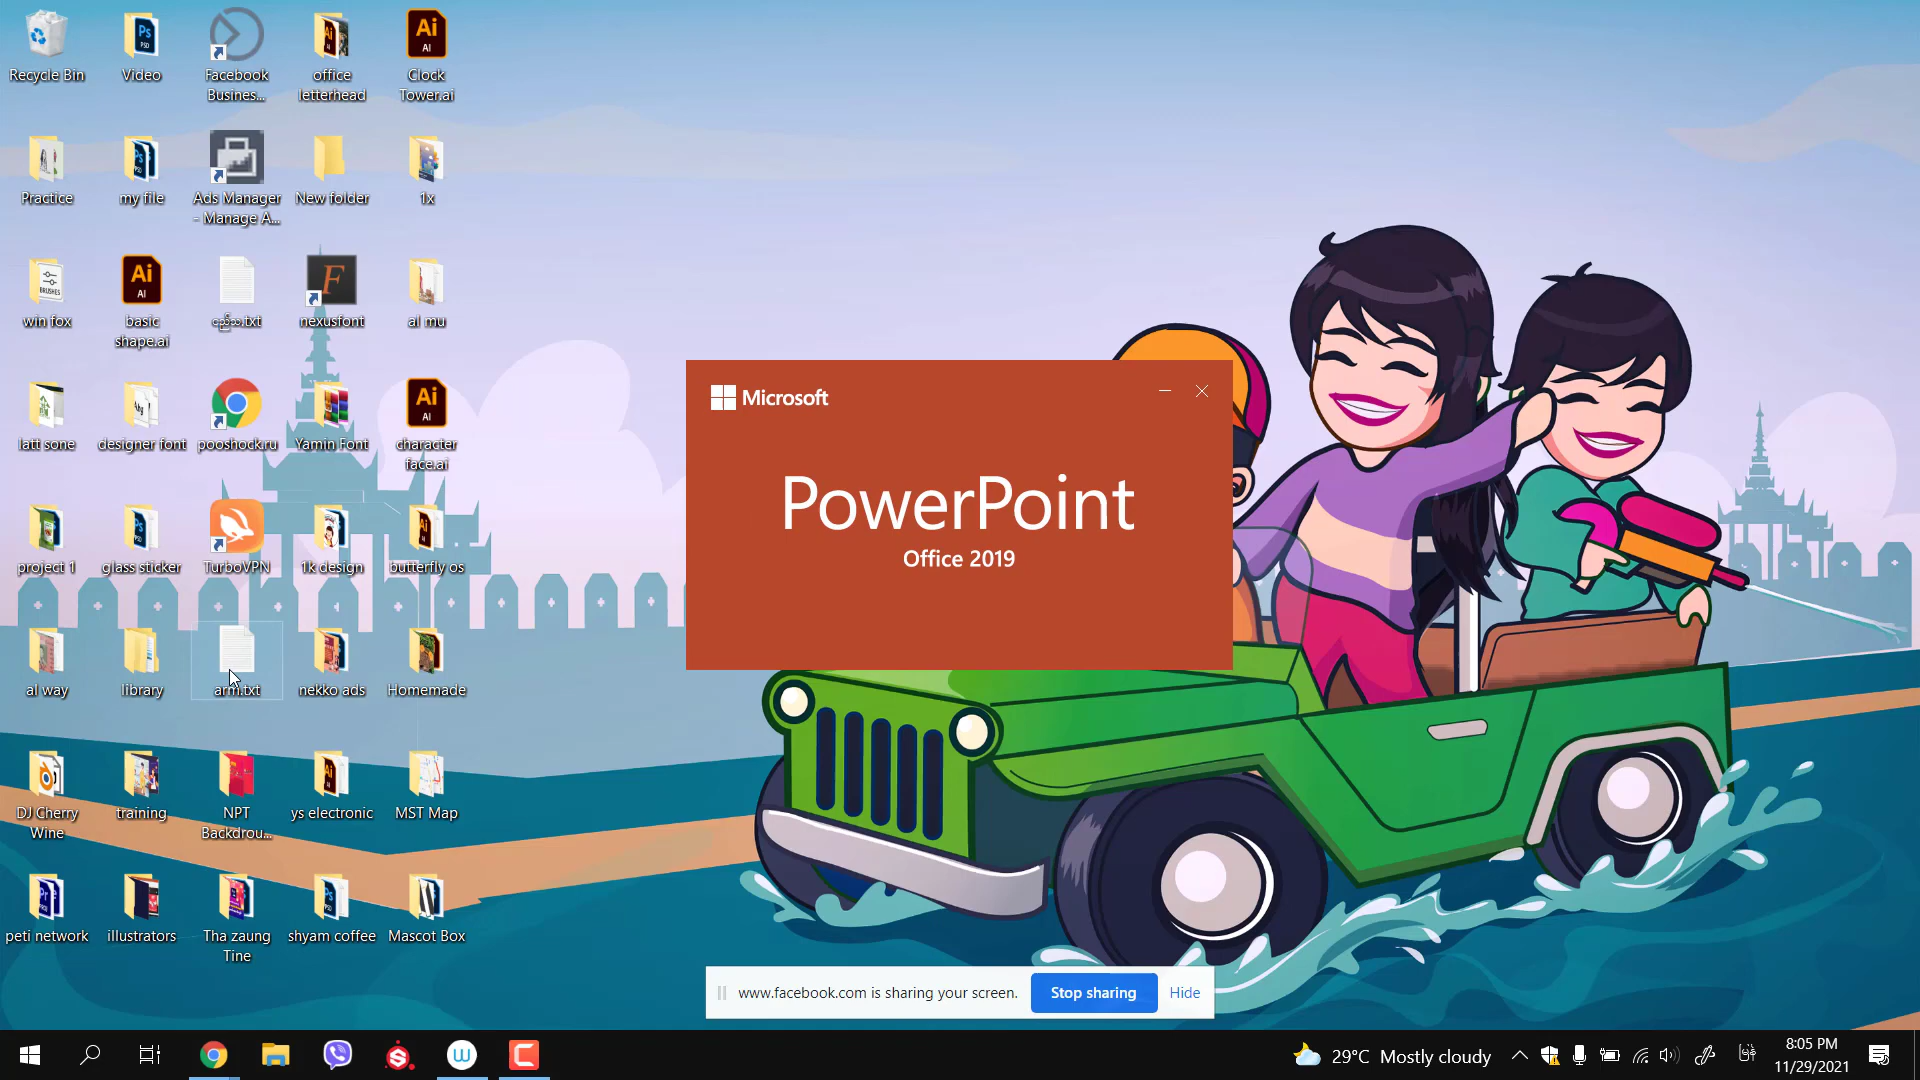 Recycle Bin
Video
Facebook
Busines...
office
letterhead
Clock
Tower.ai
Practice
my file
Ads Manager
- Manage A...
New folder
1x
win fox
basic
shape.ai
nexusfont
al mu
latt sone
designer font
pooshock.ru
Yamin Font
character
face.ai
project 1
glass sticker
TurboVPN
1k design
butterfly os
al way
library
arm.txt
nekko ads
Homemade
DJ Cherry
Wine
training
NPT
Backdrou...
ys electronic
MST Map
peti network
illustrators
Tha zaung
Tine
shyam coffee
Mascot Box
Microsoft
PowerPoint
Office 2019
www.facebook.com is sharing your screen.
Stop sharing
Hide
29°C Mostly cloudy
8:05 PM
11/29/2021